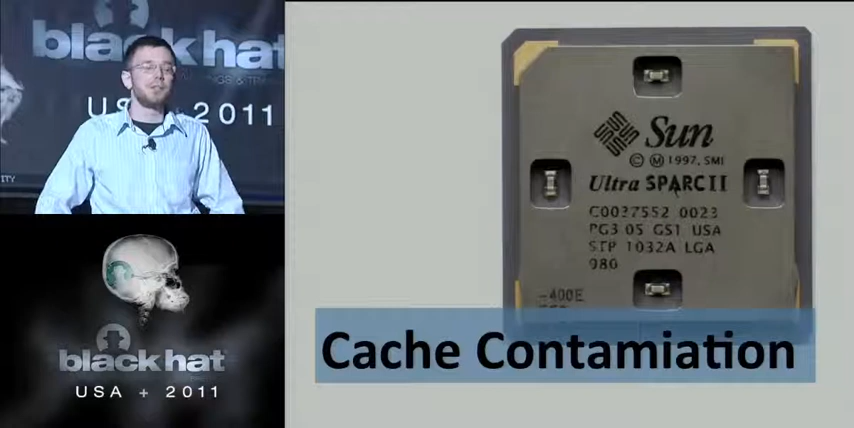 black hat
USA + 2011
ITY
black hat
USA + 2011
Sun
© Ⓜ 1997, SMI
Ultra SPARC II
C0037552 0023
PG3 05 GS1 USA
STP 1032A LGA
980
-400E
Cache Contamiation